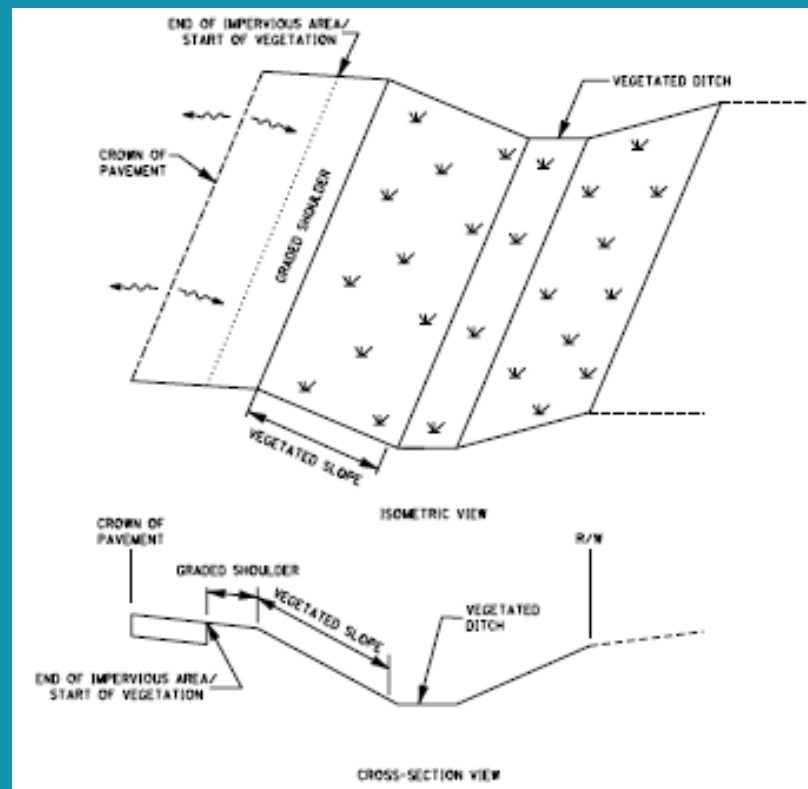 END OF IMPERVIOUS AREA/
START OF VEGETATION
VEGETATED DITCH
CROWN OF
PAVEMENT
GRADED SHOULDER
VEGETATED SLOPE
ISOMETRIC VIEW
CROWN OF
PAVEMENT
R/W
GRADED SHOULDER
VEGETATED SLOPE
VEGETATED
DITCH
END OF IMPERVIOUS AREA/
START OF VEGETATION
CROSS-SECTION VIEW